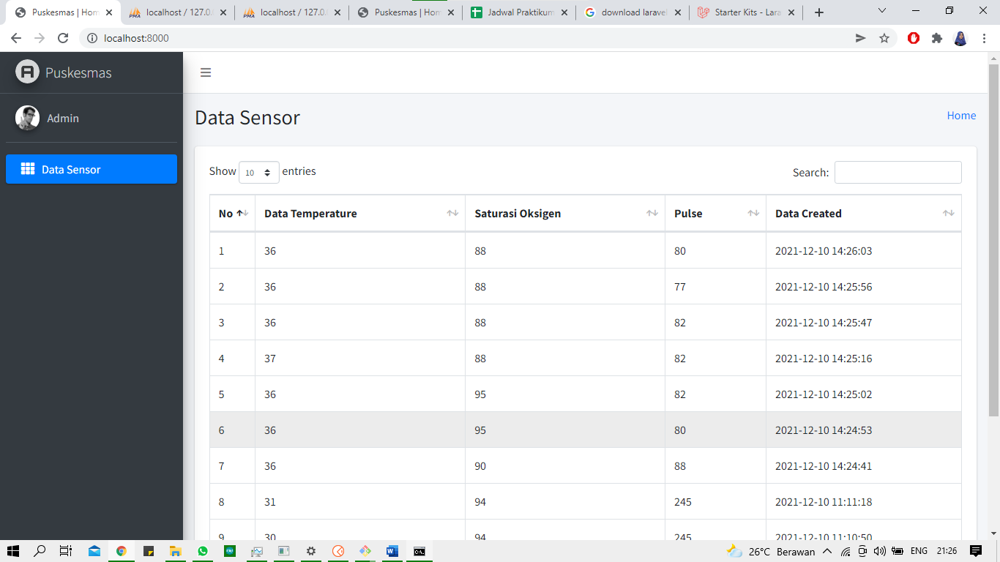 Puskesmas | Hom
localhost / 127.0.
localhost / 127.0.
Puskesmas | Hom
Jadwal Praktikum
download laravel
Starter Kits - Lara
localhost:8000
Puskesmas
Admin
Data Sensor
Data Sensor
Home
Show 10 entries
Search:
No Data Temperature Saturasi Oksigen Pulse Data Created
1 36 88 80 2021-12-10 14:26:03
2 36 88 77 2021-12-10 14:25:56
3 36 88 82 2021-12-10 14:25:47
4 37 88 82 2021-12-10 14:25:16
5 36 95 82 2021-12-10 14:25:02
6 36 95 80 2021-12-10 14:24:53
7 36 90 88 2021-12-10 14:24:41
8 31 94 245 2021-12-10 11:11:18
9 30 94 245 2021-12-10 11:10:50
26°C Berawan ENG 21:26